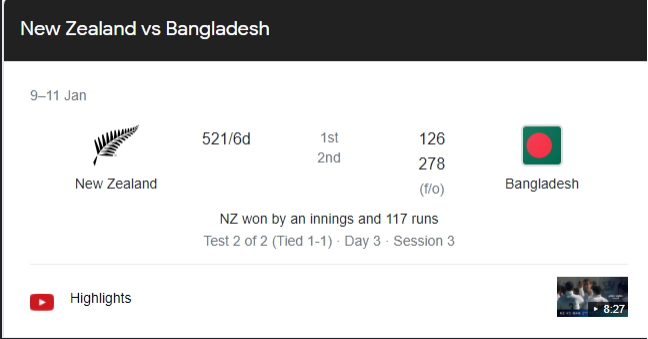 New Zealand vs Bangladesh
9–11 Jan
521/6d 1st 126
2nd 278
(f/o)
New Zealand Bangladesh
NZ won by an innings and 117 runs
Test 2 of 2 (Tied 1-1) · Day 3 · Session 3
Highlights
8:27